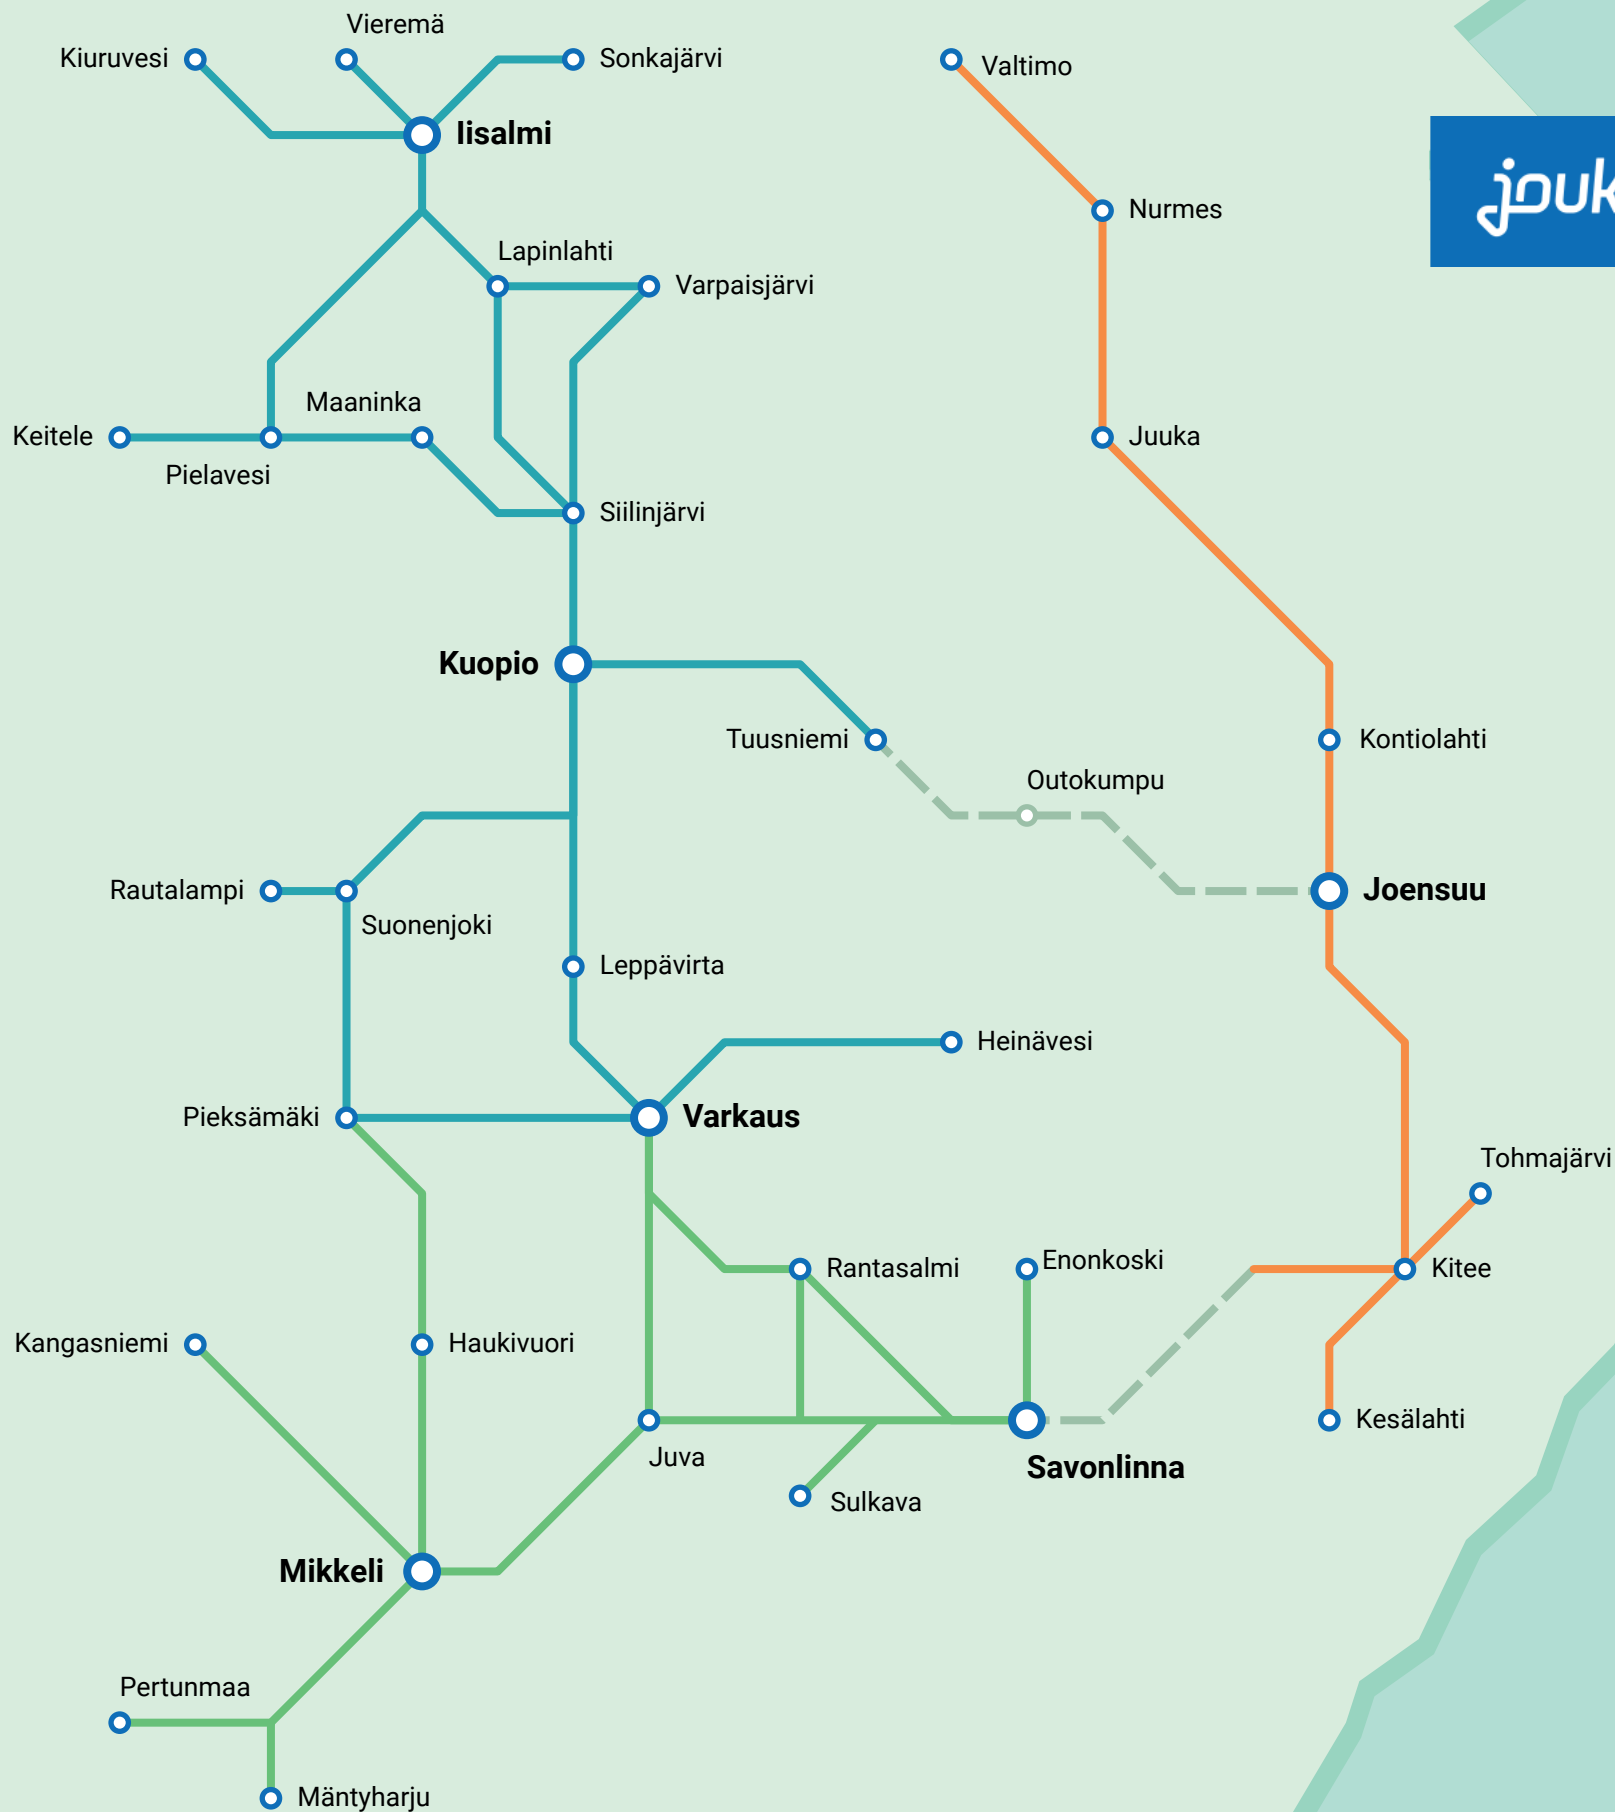 Vieremä
Kiuruvesi
Sonkajärvi
Valtimo
Iisalmi
jouk
Nurmes
Lapinlahti
Varpaisjärvi
Maaninka
Keitele
Juuka
Pielavesi
Siilinjärvi
Kuopio
Tuusniemi
Kontiolahti
Outokumpu
Rautalampi
Joensuu
Suonenjoki
Leppävirta
Heinävesi
Pieksämäki
Varkaus
Tohmajärvi
Rantasalmi
Enonkoski
Kitee
Kangasniemi
Haukivuori
Kesälahti
Juva
Savonlinna
Sulkava
Mikkeli
Pertunmaa
Mäntyharju